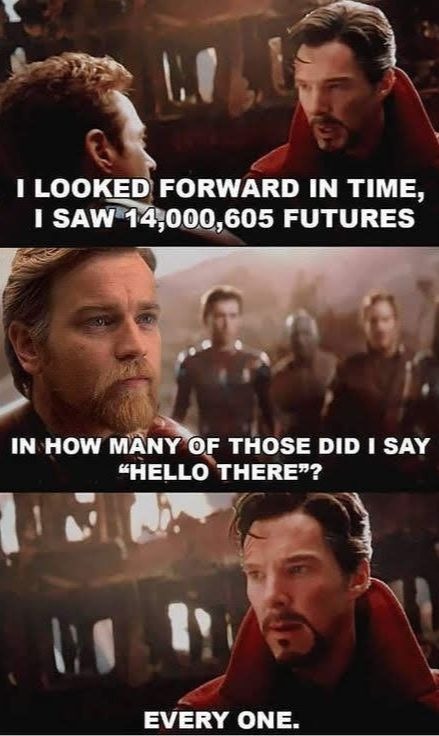 I LOOKED FORWARD IN TIME,
I SAW 14,000,605 FUTURES
IN HOW MANY OF THOSE DID I SAY
“HELLO THERE”?
EVERY ONE.